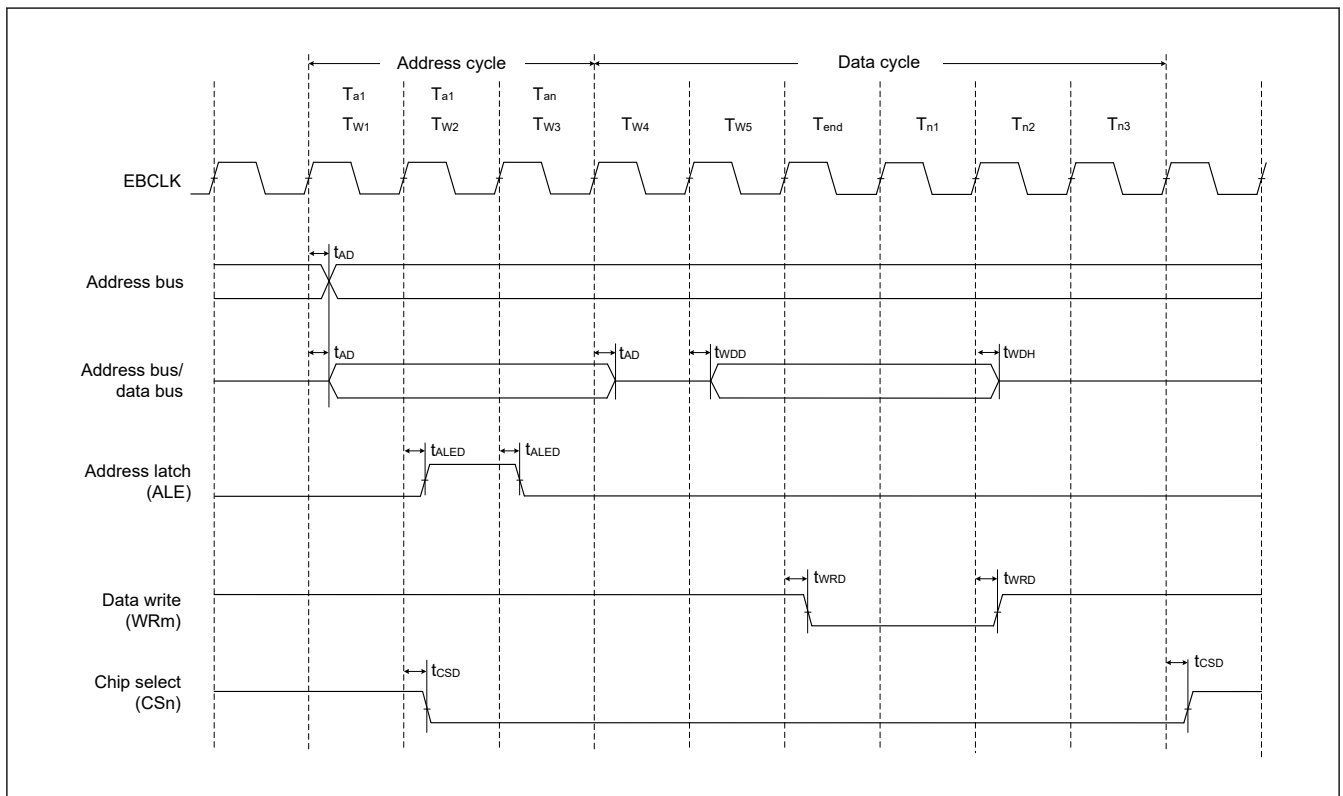 Address cycle Data cycle
Ta1 Ta1 Tan
TW1 TW2 TW3 TW4 TW5 Tend Tn1 Tn2 Tn3
EBCLK
tAD
Address bus
tAD tAD tWDD tWDH
Address bus/
data bus
tALED tALED
Address latch
(ALE)
tWRD tWRD
Data write
(WRm)
tCSD tCSD
Chip select
(CSn)